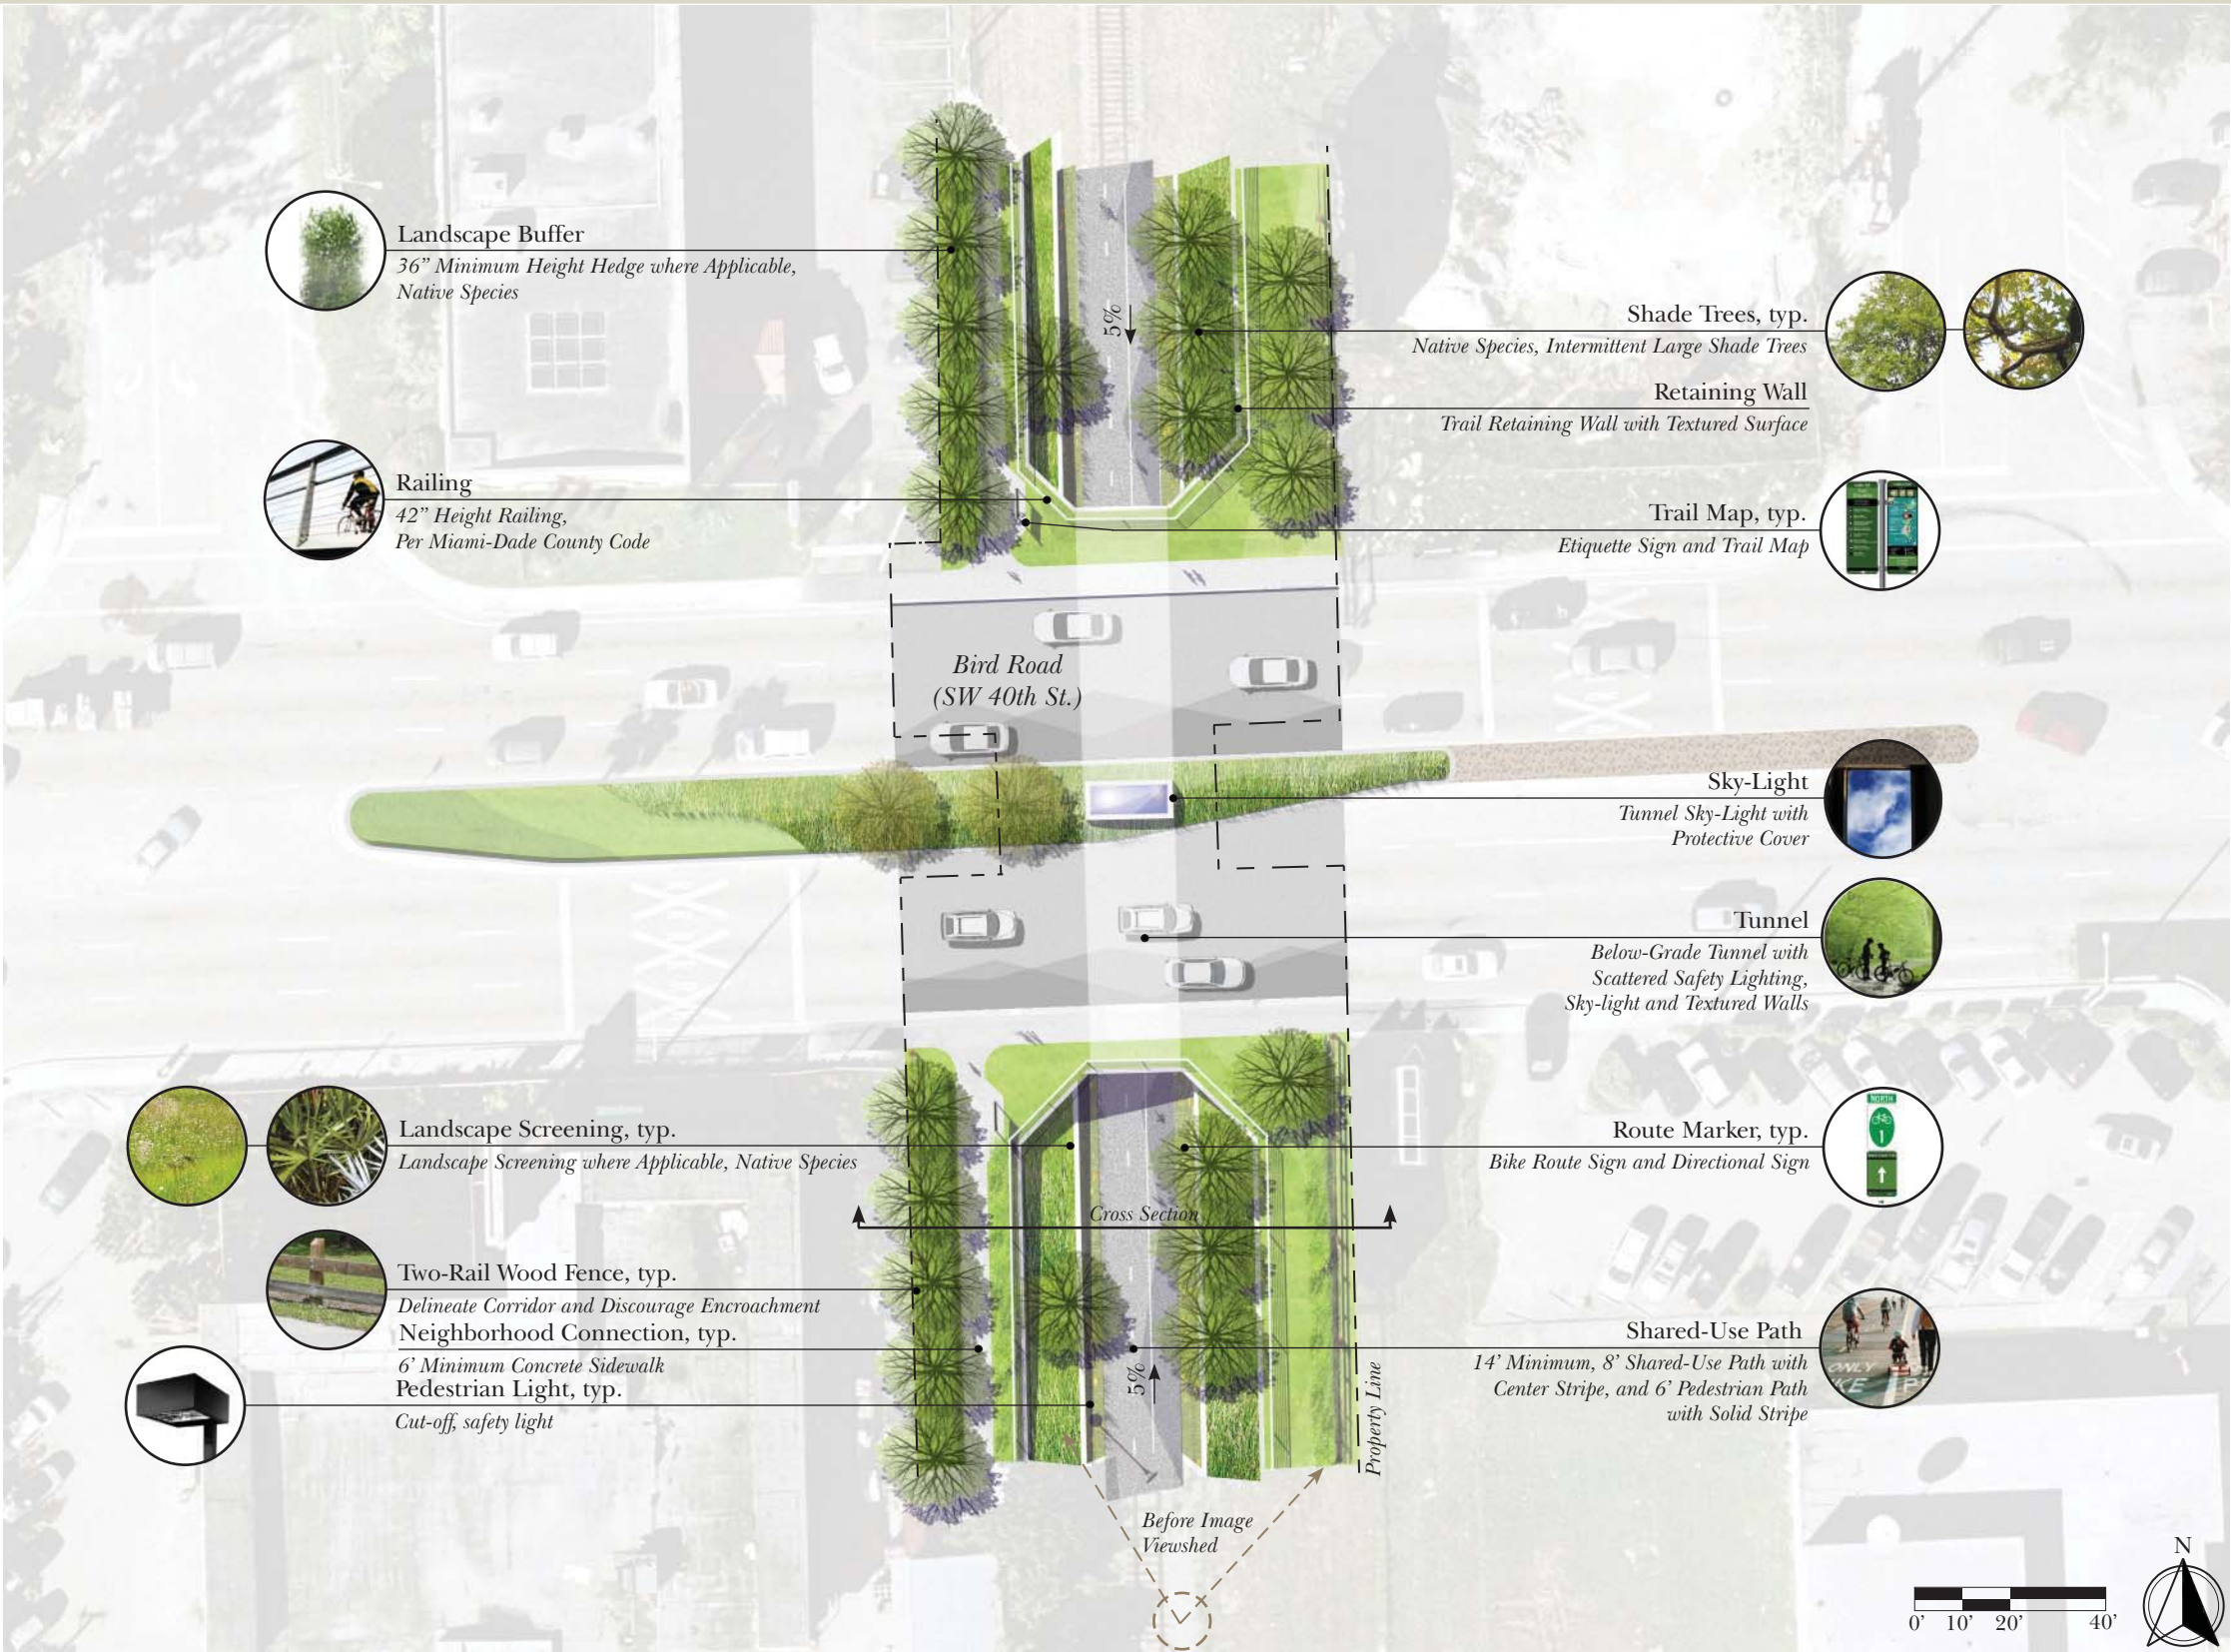 Landscape Buffer
36” Minimum Height Hedge where Applicable,
Native Species
Railing
42” Height Railing,
Per Miami-Dade County Code
5%
Shade Trees, typ.
Native Species, Intermittent Large Shade Trees
Retaining Wall
Trail Retaining Wall with Textured Surface
Trail Map, typ.
Etiquette Sign and Trail Map
Bird Road
(SW 40th St.)
Sky-Light
Tunnel Sky-Light with
Protective Cover
Tunnel
Below-Grade Tunnel with
Scattered Safety Lighting,
Sky-light and Textured Walls
Landscape Screening, typ.
Landscape Screening where Applicable, Native Species
Route Marker, typ.
Bike Route Sign and Directional Sign
NORTH
1
Cross Section
Two-Rail Wood Fence, typ.
Delineate Corridor and Discourage Encroachment
Neighborhood Connection, typ.
6’ Minimum Concrete Sidewalk
Pedestrian Light, typ.
Cut-off, safety light
5%
Property Line
Shared-Use Path
14’ Minimum, 8’ Shared-Use Path with
Center Stripe, and 6’ Pedestrian Path
with Solid Stripe
ONLY
Before Image
Viewshed
N
0’ 10’ 20’ 40’